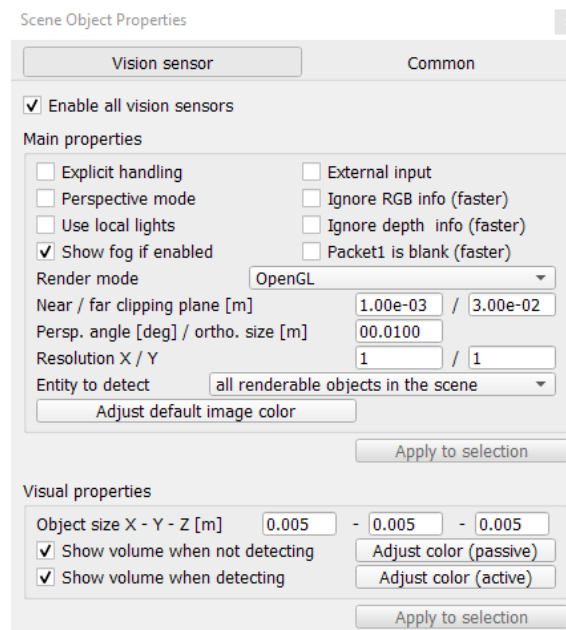 Scene Object Properties
Vision sensor Common
Enable all vision sensors
Main properties
Explicit handling External input
Perspective mode Ignore RGB info (faster)
Use local lights Ignore depth info (faster)
Show fog if enabled Packet1 is blank (faster)
Render mode OpenGL
Near / far clipping plane [m] 1.00e-03 / 3.00e-02
Persp. angle [deg] / ortho. size [m] 00.0100
Resolution X / Y 1 / 1
Entity to detect all renderable objects in the scene
Adjust default image color
Apply to selection
Visual properties
Object size X - Y - Z [m] 0.005 - 0.005 - 0.005
Show volume when not detecting Adjust color (passive)
Show volume when detecting Adjust color (active)
Apply to selection